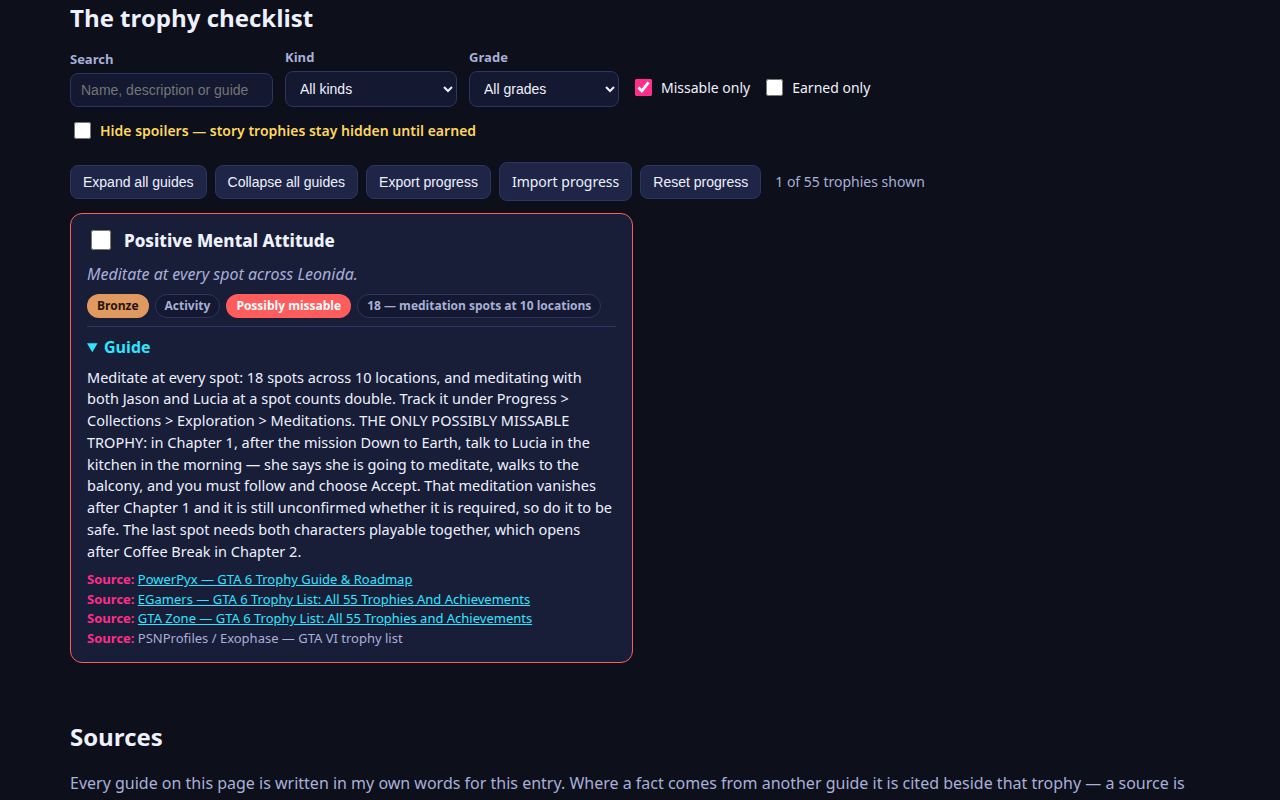 The trophy checklist
Search
Kind
Grade
Name, description or guide
All kinds
All grades
Missable only
Earned only
Hide spoilers — story trophies stay hidden until earned
Expand all guides
Collapse all guides
Export progress
Import progress
Reset progress
1 of 55 trophies shown
Positive Mental Attitude
Meditate at every spot across Leonida.
Bronze
Activity
Possibly missable
18 — meditation spots at 10 locations
▼ Guide
Meditate at every spot: 18 spots across 10 locations, and meditating with
both Jason and Lucia at a spot counts double. Track it under Progress >
Collections > Exploration > Meditations. THE ONLY POSSIBLY MISSABLE
TROPHY: in Chapter 1, after the mission Down to Earth, talk to Lucia in the
kitchen in the morning — she says she is going to meditate, walks to the
balcony, and you must follow and choose Accept. That meditation vanishes
after Chapter 1 and it is still unconfirmed whether it is required, so do it to be
safe. The last spot needs both characters playable together, which opens
after Coffee Break in Chapter 2.
Source: PowerPyx — GTA 6 Trophy Guide & Roadmap
Source: EGamers — GTA 6 Trophy List: All 55 Trophies And Achievements
Source: GTA Zone — GTA 6 Trophy List: All 55 Trophies and Achievements
Source: PSNProfiles / Exophase — GTA VI trophy list
Sources
Every guide on this page is written in my own words for this entry. Where a fact comes from another guide it is cited beside that trophy — a source is